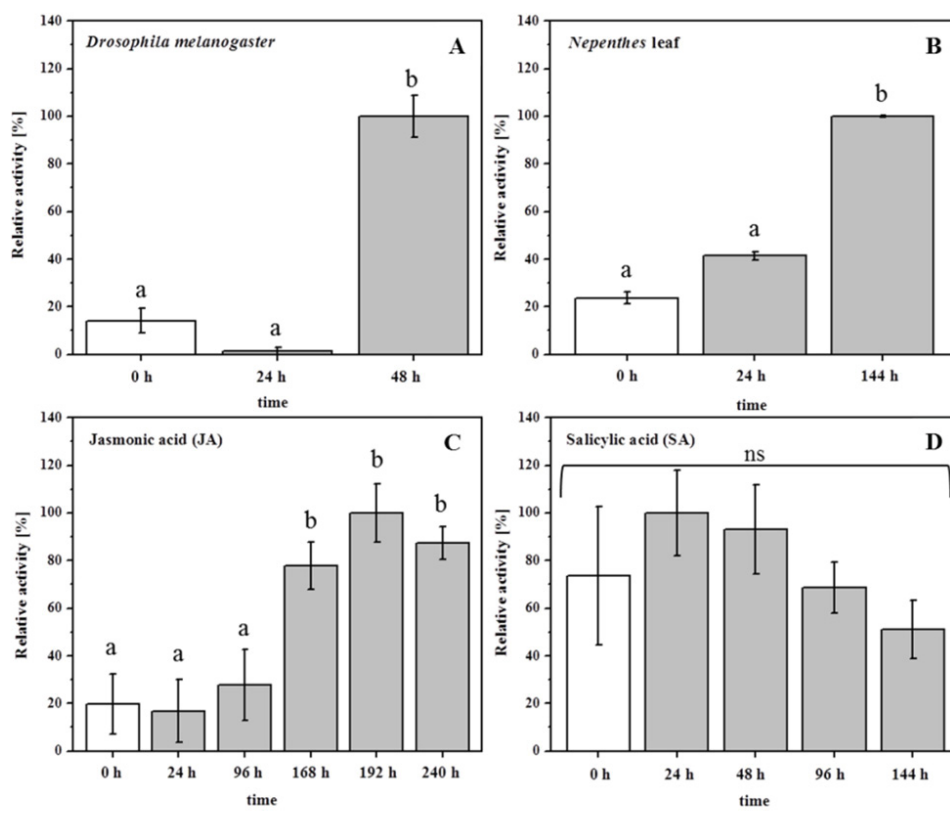 Drosophila melanogaster
A
Relative activity [%]
140
120
100
80
60
40
20
0
a
a
b
0 h 24 h 48 h
time
Nepenthes leaf
B
Relative activity [%]
140
120
100
80
60
40
20
0
a
a
b
0 h 24 h 144 h
time
Jasmonic acid (JA)
C
Relative activity [%]
140
120
100
80
60
40
20
0
a
a
a
b
b
b
0 h 24 h 96 h 168 h 192 h 240 h
time
Salicylic acid (SA)
D
ns
Relative activity [%]
140
120
100
80
60
40
20
0
0 h 24 h 48 h 96 h 144 h
time